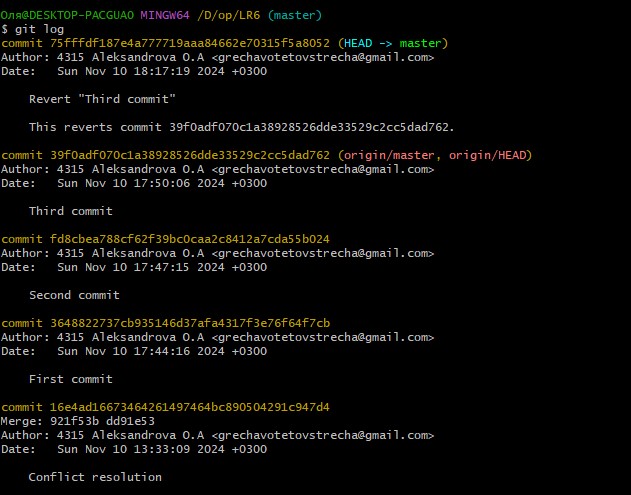 Оля@DESKTOP-PACGUAO MINGW64 /D/op/LR6 (master)
$ git log
commit 75fffdf187e4a777719aaa84662e70315f5a8052 (HEAD -> master)
Author: 4315 Aleksandrova O.A <grechavotetovstrecha@gmail.com>
Date:   Sun Nov 10 18:17:19 2024 +0300

    Revert "Third commit"

    This reverts commit 39f0adf070c1a38928526dde33529c2cc5dad762.

commit 39f0adf070c1a38928526dde33529c2cc5dad762 (origin/master, origin/HEAD)
Author: 4315 Aleksandrova O.A <grechavotetovstrecha@gmail.com>
Date:   Sun Nov 10 17:50:06 2024 +0300

    Third commit

commit fd8cbea788cf62f39bc0caa2c8412a7cda55b024
Author: 4315 Aleksandrova O.A <grechavotetovstrecha@gmail.com>
Date:   Sun Nov 10 17:47:15 2024 +0300

    Second commit

commit 3648822737cb935146d37afa4317f3e76f64f7cb
Author: 4315 Aleksandrova O.A <grechavotetovstrecha@gmail.com>
Date:   Sun Nov 10 17:44:16 2024 +0300

    First commit

commit 16e4ad16673464261497464bc890504291c947d4
Merge: 921f53b dd91e53
Author: 4315 Aleksandrova O.A <grechavotetovstrecha@gmail.com>
Date:   Sun Nov 10 13:33:09 2024 +0300

    Conflict resolution